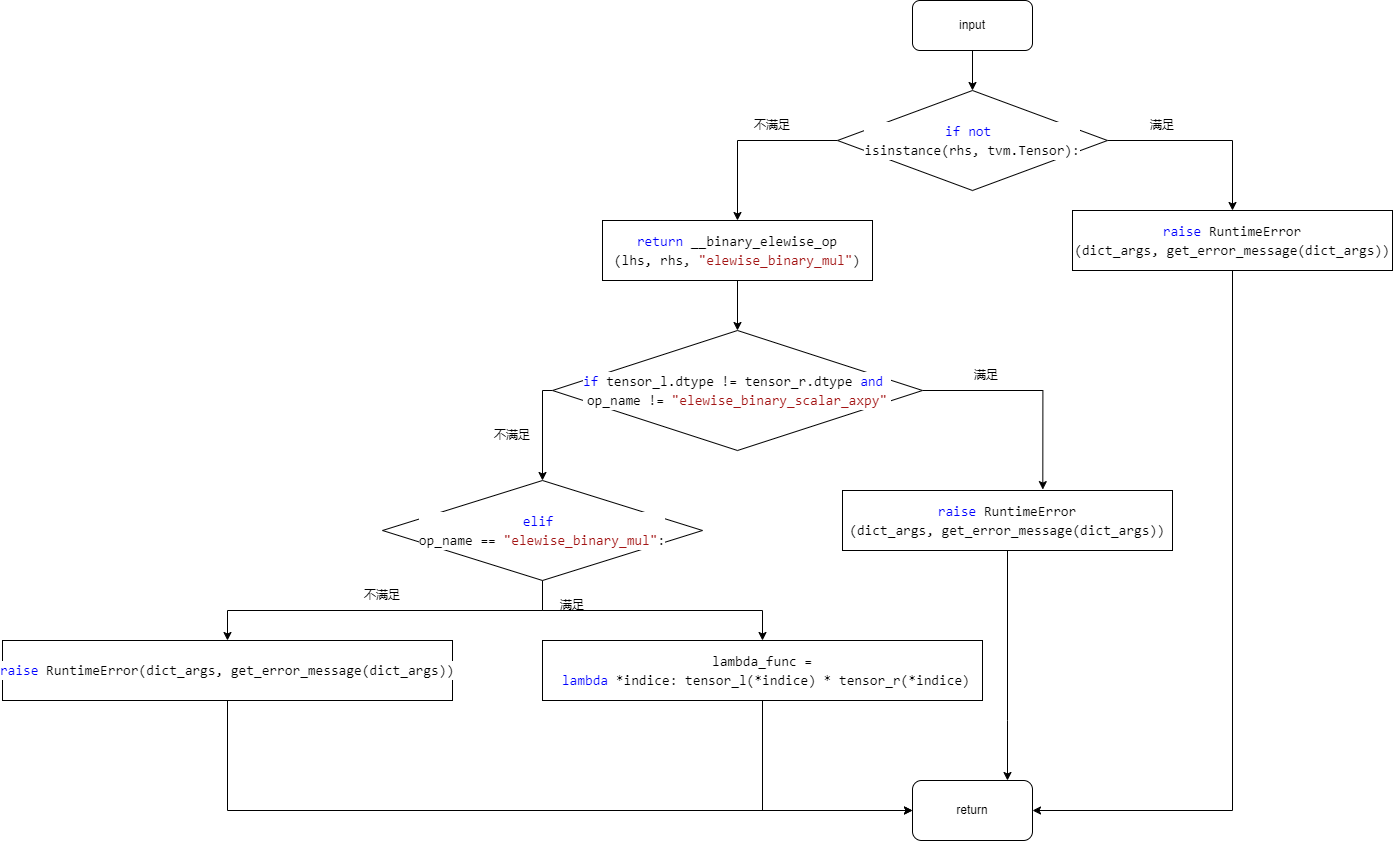 input
不满足
满足
if not
isinstance(rhs, tvm.Tensor):
return __binary_elewise_op
(lhs, rhs, "elewise_binary_mul")
raise RuntimeError
(dict_args, get_error_message(dict_args))
if tensor_l.dtype != tensor_r.dtype and
op_name != "elewise_binary_scalar_axpy"
满足
不满足
elif
op_name == "elewise_binary_mul":
raise RuntimeError
(dict_args, get_error_message(dict_args))
不满足
满足
raise RuntimeError(dict_args, get_error_message(dict_args))
lambda_func =
lambda *indice: tensor_l(*indice) * tensor_r(*indice)
return